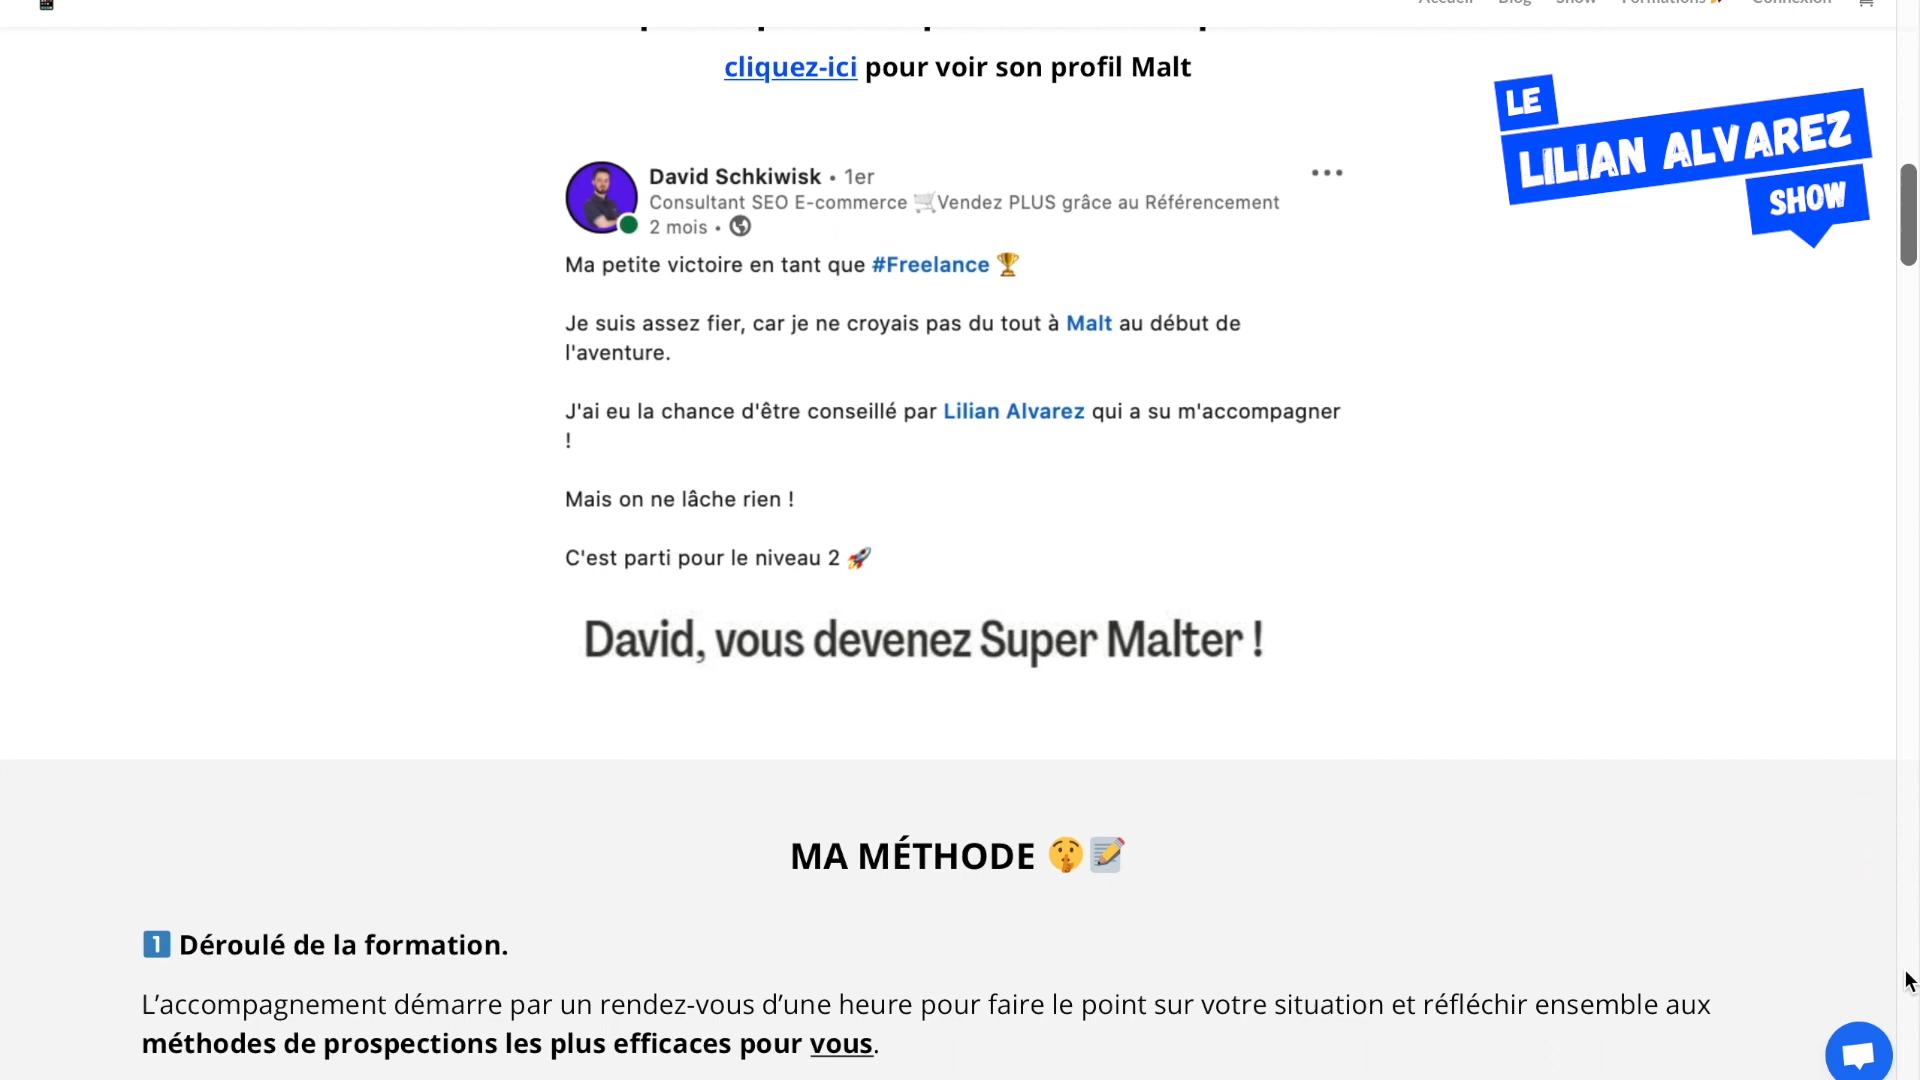 Accueil Blog Show Formations Connexion
cliquez-ici pour voir son profil Malt
LE
LILIAN ALVAREZ
SHOW
David Schkiwisk • 1er
Consultant SEO E-commerce 🛒Vendez PLUS grâce au Référencement
2 mois •
Ma petite victoire en tant que #Freelance 🏆
Je suis assez fier, car je ne croyais pas du tout à Malt au début de
l'aventure.
J'ai eu la chance d'être conseillé par Lilian Alvarez qui a su m'accompagner
!
Mais on ne lâche rien !
C'est parti pour le niveau 2 🚀
David, vous devenez Super Malter !
MA MÉTHODE 🤫📝
1️⃣ Déroulé de la formation.
L’accompagnement démarre par un rendez-vous d’une heure pour faire le point sur votre situation et réfléchir ensemble aux
méthodes de prospections les plus efficaces pour vous.